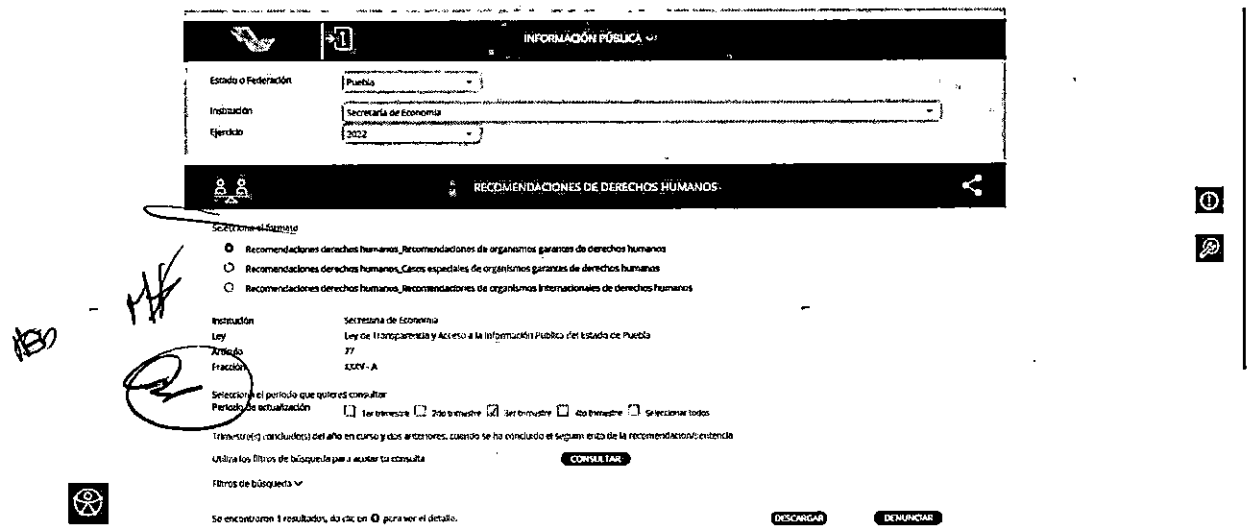 INFORMACIÓN PÚBLICA
Estado o Federación Puebla
Institución Secretaría de Economía
Ejercicio 2022
RECOMENDACIONES DE DERECHOS HUMANOS
Selecciona el formato
Recomendaciones derechos humanos_Recomendaciones de organismos garantes de derechos humanos
Recomendaciones derechos humanos_Casos especiales de organismos garantes de derechos humanos
Recomendaciones derechos humanos_Recomendaciones de organismos internacionales de derechos humanos
Institución Secretaría de Economía
Ley Ley de Transparencia y Acceso a la Información Pública del Estado de Puebla
Artículo 77
Fracción XXXV - A
Selecciona el periodo que quieres consultar
Periodo de actualización 1er trimestre 2do trimestre 3er trimestre 4to trimestre Seleccionar todos
Trimestre(s) concluido(s) del año en curso y dos anteriores, cuando se ha concluido el seguimiento de la recomendación/sentencia
Utiliza los filtros de búsqueda para acotar tu consulta CONSULTAR
Filtros de búsqueda
Se encontraron 1 resultados, da clic en para ver el detalle. DESCARGAR DENUNCIAR